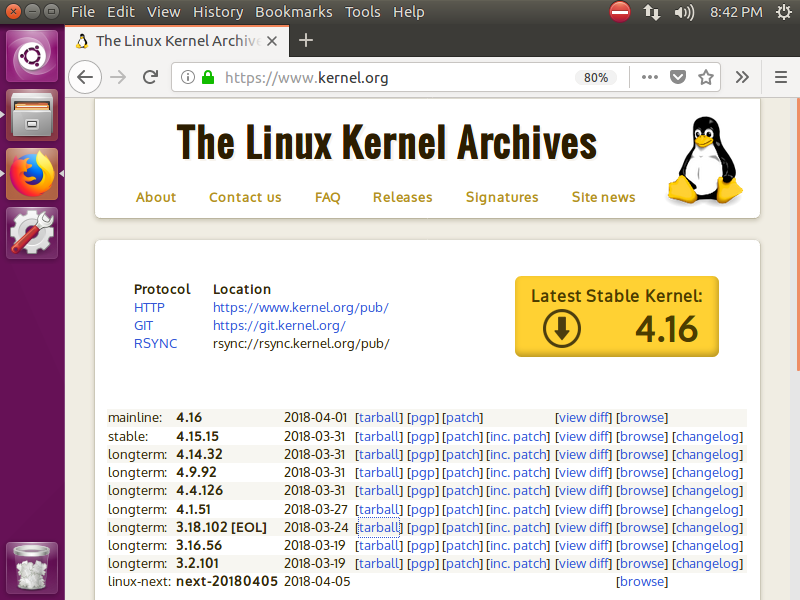 File Edit View History Bookmarks Tools Help 8:42 PM
The Linux Kernel Archive
https://www.kernel.org 80%
The Linux Kernel Archives
About Contact us FAQ Releases Signatures Site news
Protocol Location
HTTP https://www.kernel.org/pub/
GIT https://git.kernel.org/
RSYNC rsync://rsync.kernel.org/pub/
Latest Stable Kernel:
4.16
mainline: 4.16 2018-04-01 [tarball] [pgp] [patch] [view diff] [browse]
stable: 4.15.15 2018-03-31 [tarball] [pgp] [patch] [inc. patch] [view diff] [browse] [changelog]
longterm: 4.14.32 2018-03-31 [tarball] [pgp] [patch] [inc. patch] [view diff] [browse] [changelog]
longterm: 4.9.92 2018-03-31 [tarball] [pgp] [patch] [inc. patch] [view diff] [browse] [changelog]
longterm: 4.4.126 2018-03-31 [tarball] [pgp] [patch] [inc. patch] [view diff] [browse] [changelog]
longterm: 4.1.51 2018-03-27 [tarball] [pgp] [patch] [inc. patch] [view diff] [browse] [changelog]
longterm: 3.18.102 [EOL] 2018-03-24 [tarball] [pgp] [patch] [inc. patch] [view diff] [browse] [changelog]
longterm: 3.16.56 2018-03-19 [tarball] [pgp] [patch] [inc. patch] [view diff] [browse] [changelog]
longterm: 3.2.101 2018-03-19 [tarball] [pgp] [patch] [inc. patch] [view diff] [browse] [changelog]
linux-next: next-20180405 2018-04-05 [browse]